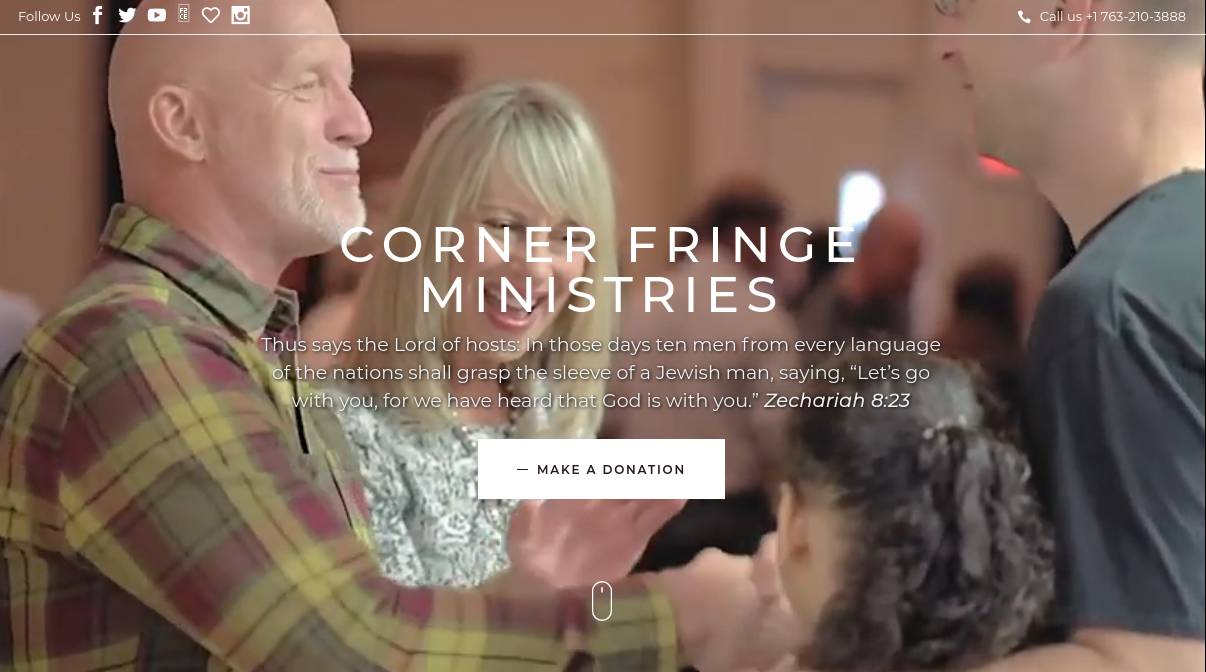 Follow Us
Call us +1 763-210-3888
CORNER FRINGE
MINISTRIES
Thus says the Lord of hosts: In those days ten men from every language
of the nations shall grasp the sleeve of a Jewish man, saying, “Let’s go
with you, for we have heard that God is with you.” Zechariah 8:23
— MAKE A DONATION